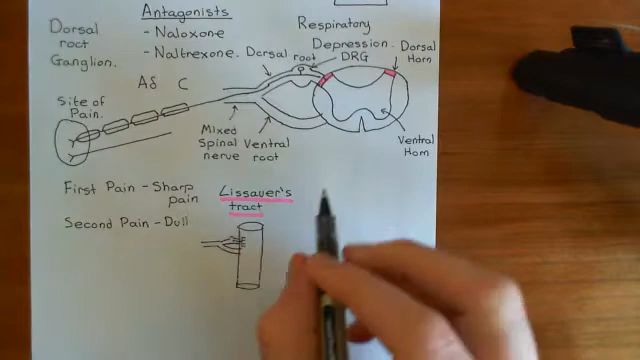 Antagonists
- Naloxone
- Naltrexone.
Dorsal
root
Ganglion.
Respiratory
Depression.
Dorsal root
DRG
Dorsal
Horn
Aδ C
Site of
Pain.
Mixed
Spinal
nerve
Ventral
root
Ventral
Horn
First Pain - Sharp
pain
Second Pain - Dull
Lissauer's
tract